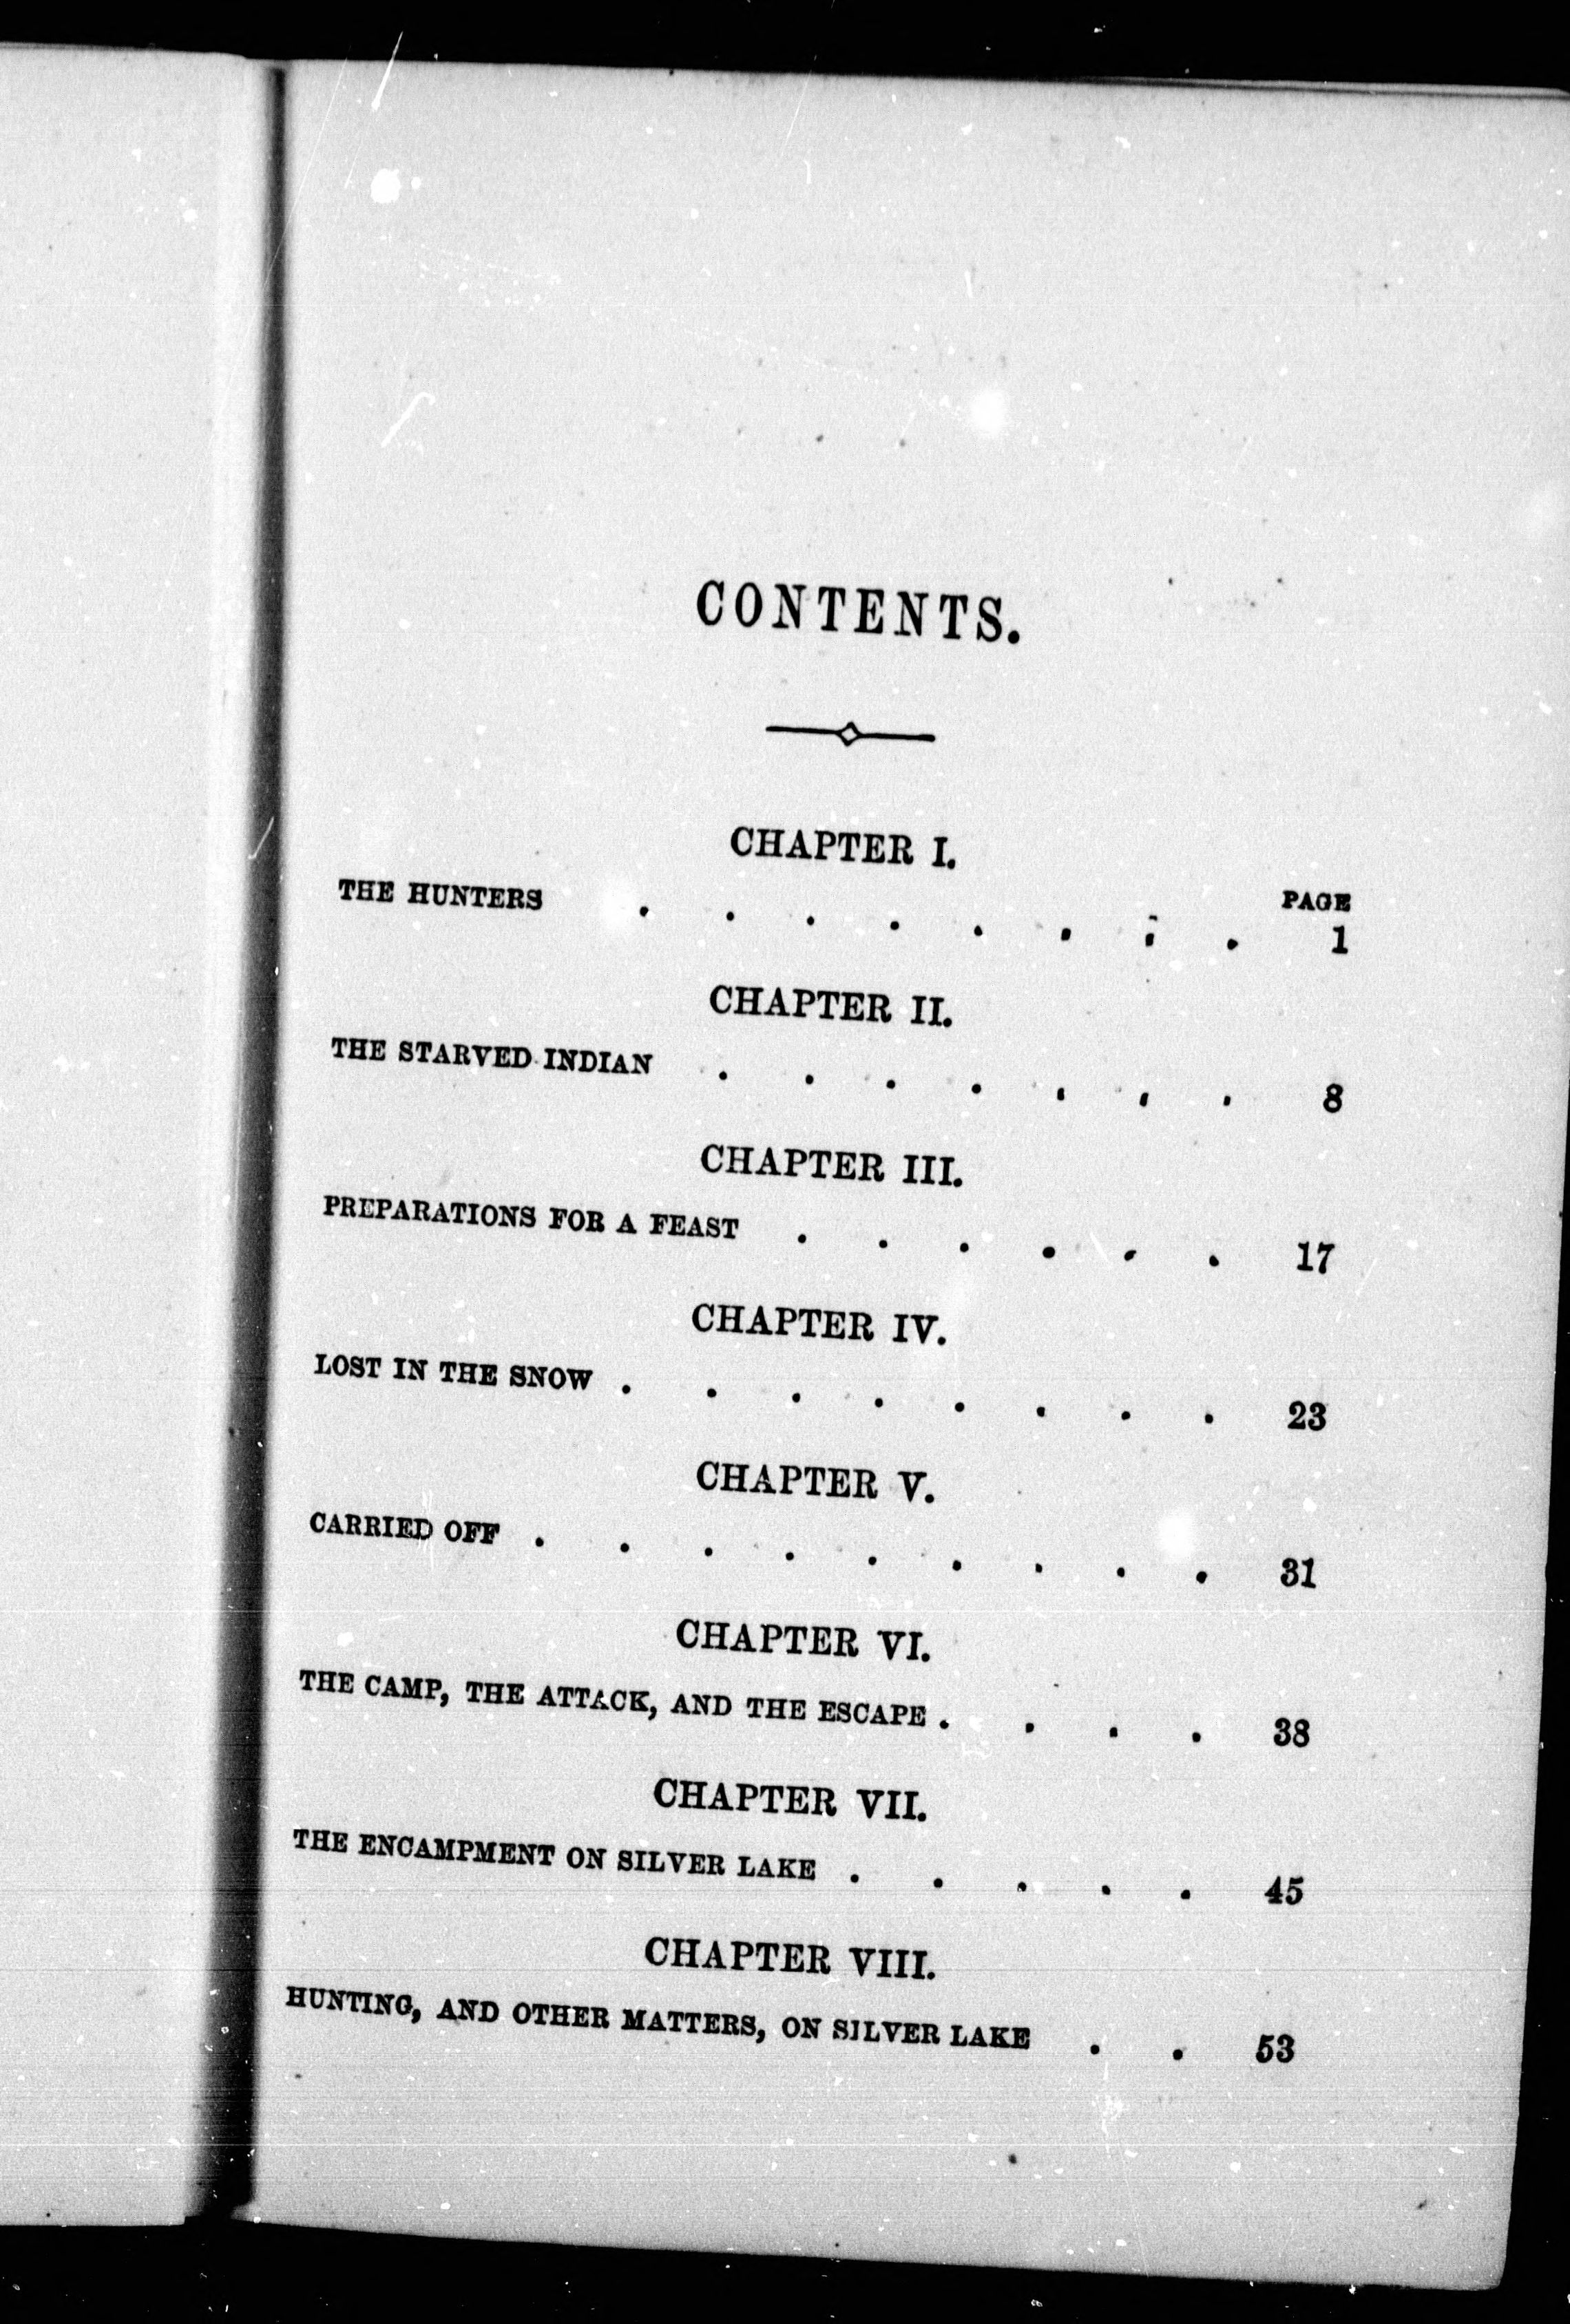 CONTENTS.
CHAPTER I.
PAGE
THE HUNTERS . . . . . . . . 1
CHAPTER II.
THE STARVED INDIAN . . . . . . . 8
CHAPTER III.
PREPARATIONS FOR A FEAST . . . . . . 17
CHAPTER IV.
LOST IN THE SNOW . . . . . . . . 23
CHAPTER V.
CARRIED OFF . . . . . . . . . 31
CHAPTER VI.
THE CAMP, THE ATTACK, AND THE ESCAPE . . . . 38
CHAPTER VII.
THE ENCAMPMENT ON SILVER LAKE . . . . . 45
CHAPTER VIII.
HUNTING, AND OTHER MATTERS, ON SILVER LAKE . . 53